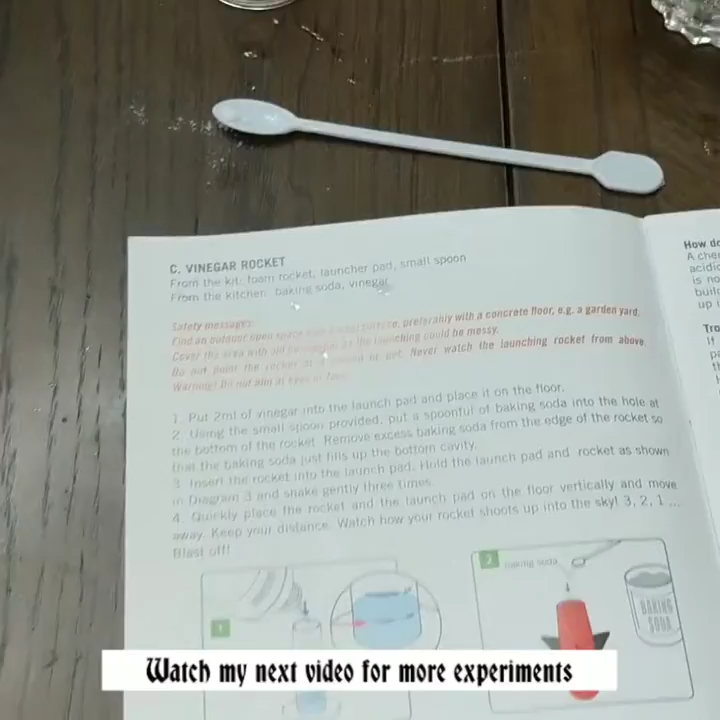 C. VINEGAR ROCKET
From the kit: foam rocket, launcher pad, small spoon
From the kitchen: baking soda, vinegar
Safety messages:
Find an outdoor open space with a hard surface, preferably with a concrete floor, e.g. a garden yard.
Cover the area with old newspaper as the launching could be messy.
Do not point the rocket at a person or pet. Never watch the launching rocket from above.
Warning! Do not aim at eyes or face.
1. Put 2ml of vinegar into the launch pad and place it on the floor.
2. Using the small spoon provided, put a spoonful of baking soda into the hole at
the bottom of the rocket. Remove excess baking soda from the edge of the rocket so
that the baking soda just fills up the bottom cavity.
3. Insert the rocket into the launch pad. Hold the launch pad and rocket as shown
in Diagram 3 and shake gently three times.
4. Quickly place the rocket and the launch pad on the floor vertically and move
away. Keep your distance. Watch how your rocket shoots up into the sky! 3, 2, 1 ...
Blast off!
How do
A che
acidic
is no
build
up
Tro
If
1
2
baking soda
BAKING
SODA
Watch my next video for more experiments